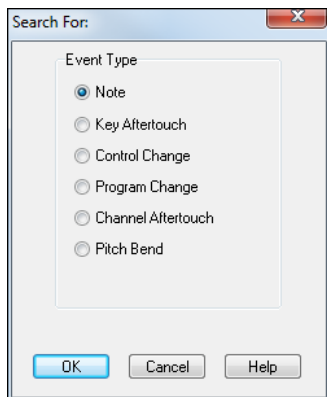 Search For:
Event Type
Note
Key Aftertouch
Control Change
Program Change
Channel Aftertouch
Pitch Bend
OK Cancel Help